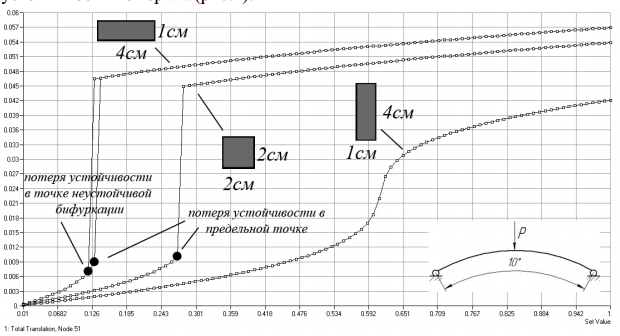 0.06
0.057
0.054
0.051
0.048
0.045
0.042
0.039
0.036
0.033
0.03
0.027
0.024
0.021
0.018
0.015
0.012
0.009
0.006
0.003
0
1см
4см
4см
1см
2см
2см
потеря устойчивости
в точке неустойчивой
бифуркации
потеря устойчивости в
предельной точке
P
10°
0.01 0.0682 0.126 0.185 0.243 0.301 0.359 0.418 0.476 0.534 0.592 0.651 0.709 0.767 0.825 0.884 0.942 1.
Set Value
1: Total Translation, Node 51